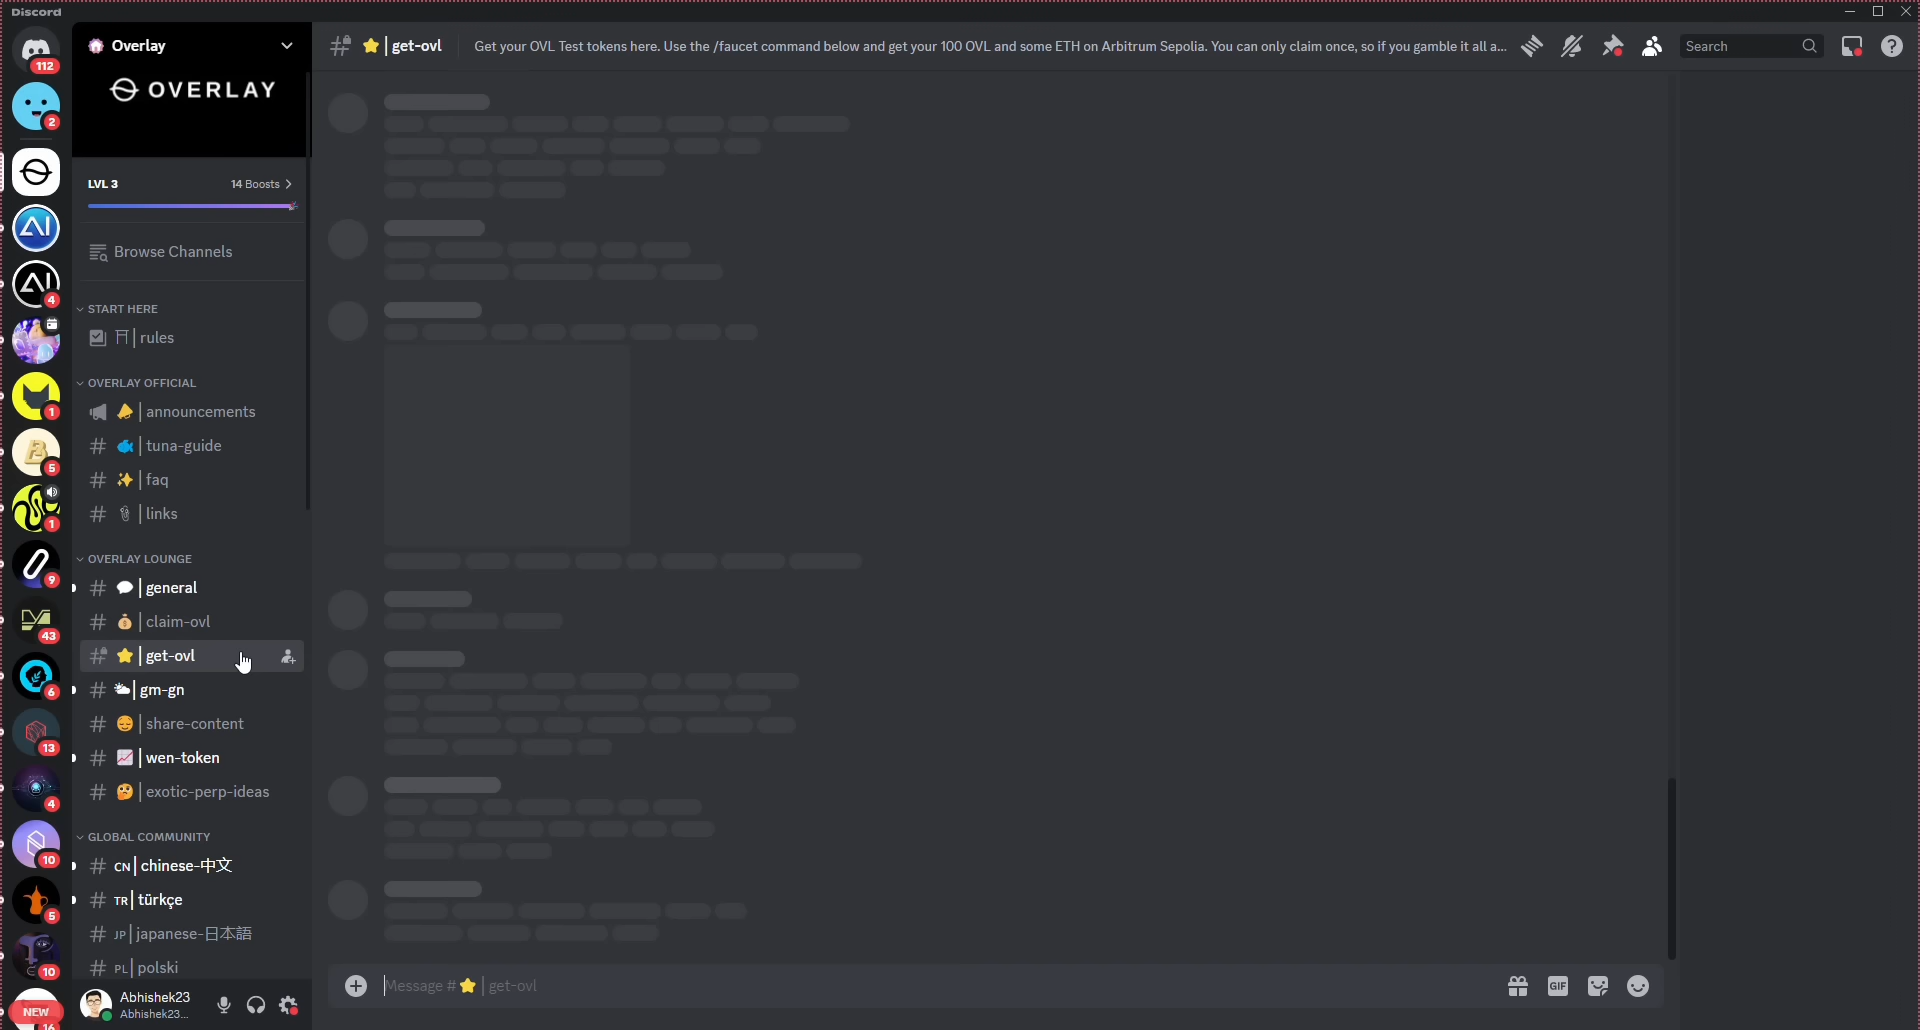 Discord
112
2
4
1
5
1
9
43
6
13
4
10
5
10
NEW
16
Overlay
OVERLAY
LVL 3
14 Boosts
Browse Channels
START HERE
rules
OVERLAY OFFICIAL
announcements
tuna-guide
faq
links
OVERLAY LOUNGE
general
claim-ovl
get-ovl
gm-gn
share-content
wen-token
exotic-perp-ideas
GLOBAL COMMUNITY
CN | chinese-中文
TR | türkçe
JP | japanese-日本語
PL | polski
Abhishek23
Abhishek23...
get-ovl
Get your OVL Test tokens here. Use the /faucet command below and get your 100 OVL and some ETH on Arbitrum Sepolia. You can only claim once, so if you gamble it all a...
Search
Message #⭐ | get-ovl
GIF